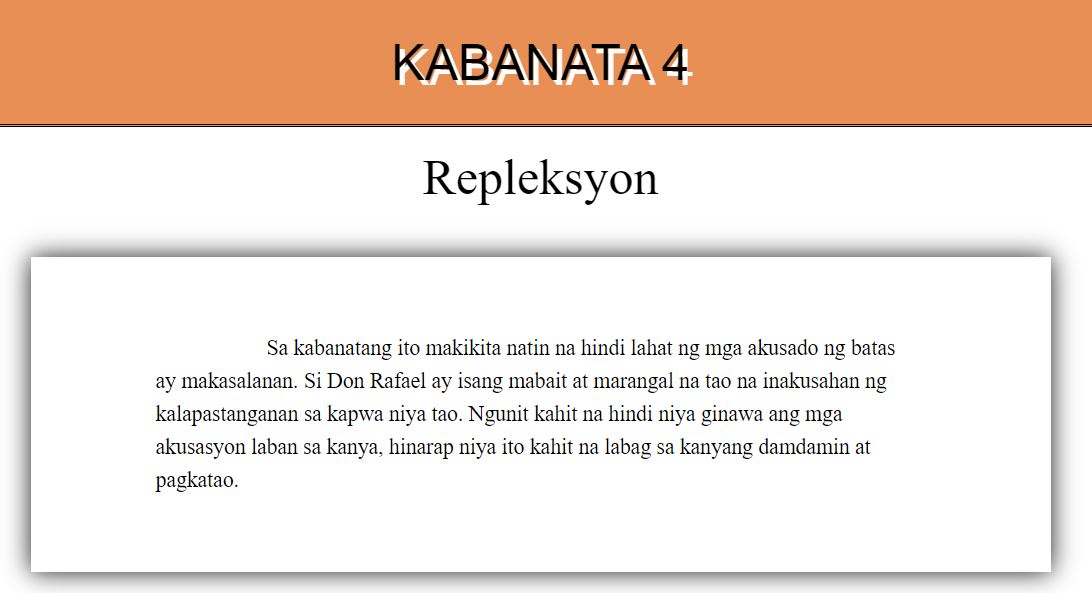 KABANATA 4
Repleksyon
Sa kabanatang ito makikita natin na hindi lahat ng mga akusado ng batas
ay makasalanan. Si Don Rafael ay isang mabait at marangal na tao na inakusahan ng
kalapastanganan sa kapwa niya tao. Ngunit kahit na hindi niya ginawa ang mga
akusasyon laban sa kanya, hinarap niya ito kahit na labag sa kanyang damdamin at
pagkatao.